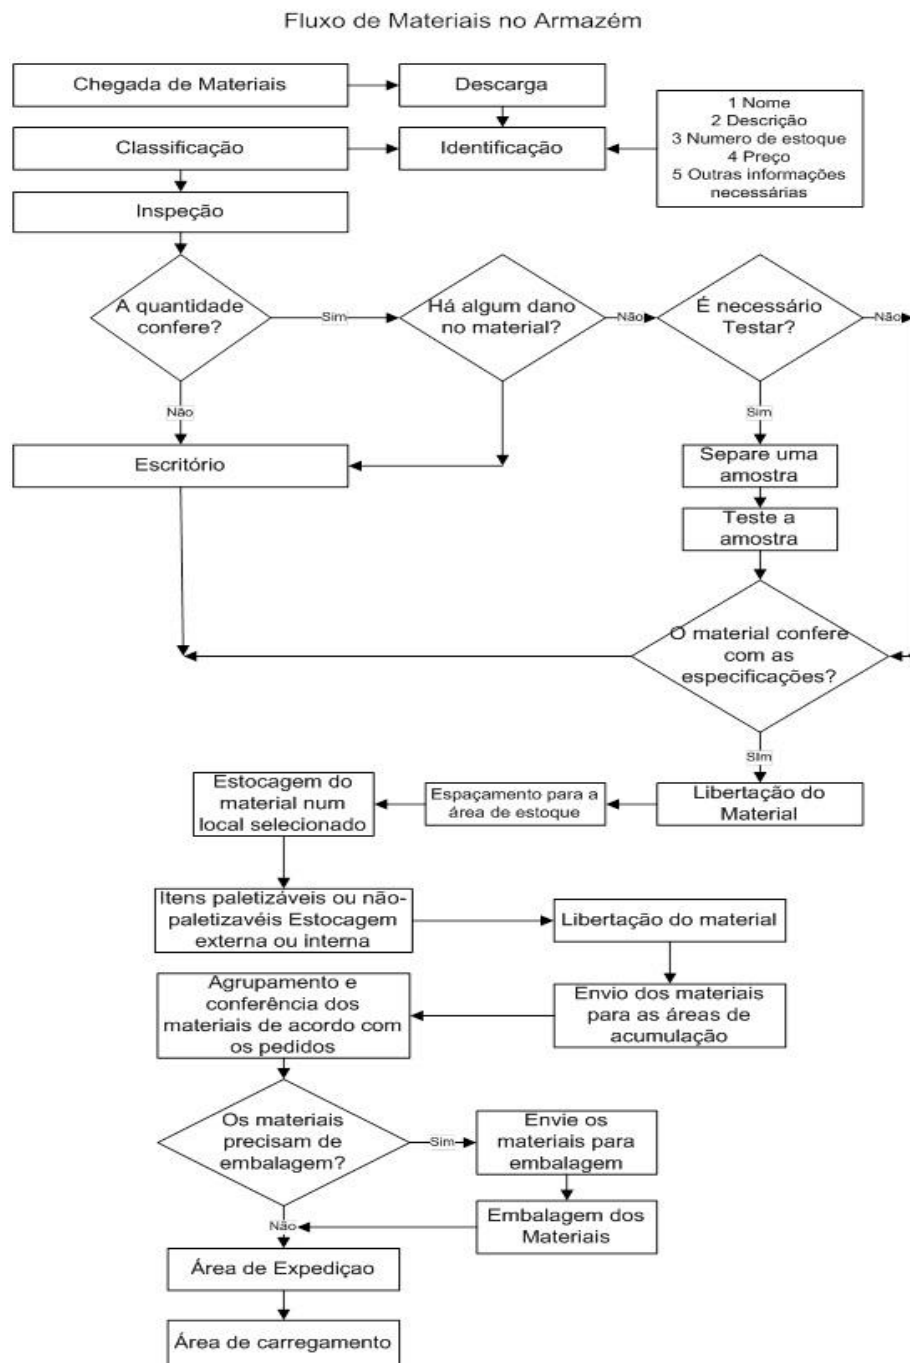 Fluxo de Materiais no Armazém
Chegada de Materiais
Descarga
1 Nome
2 Descrição
3 Numero de estoque
4 Preço
5 Outras informações
necessárias
Classificação
Identificação
Inspeção
A quantidade
confere?
Sim
Há algum dano
no material?
Não
É necessário
Testar?
Não
Não
Sim
Escritório
Separe uma
amostra
Teste a
amostra
O material confere
com as
especificações?
SIim
Estocagem do
material num
local selecionado
Espaçamento para a
área de estoque
Libertação do
Material
Itens paletizáveis ou não-
paletizavéis Estocagem
externa ou interna
Libertação do material
Agrupamento e
conferência dos
materiais de acordo com
os pedidos
Envio dos materiais
para as áreas de
acumulação
Os materiais
precisam de
embalagem?
Sim
Envie os
materiais para
embalagem
Não
Embalagem dos
Materiais
Área de Expediçao
Área de carregamento